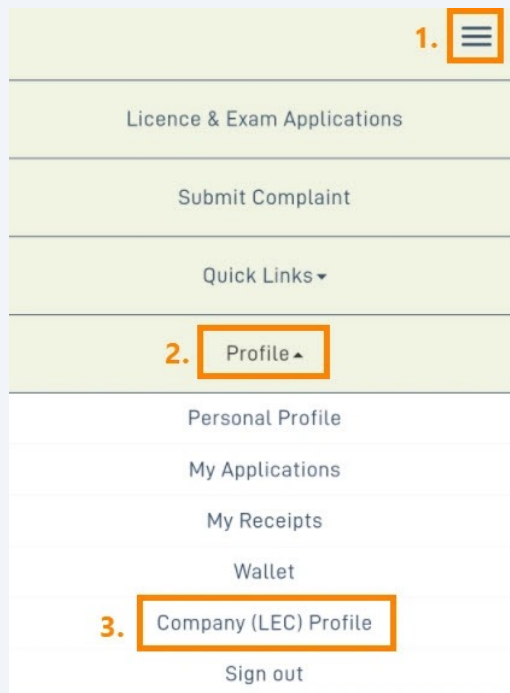 1.
Licence & Exam Applications
Submit Complaint
Quick Links
2. Profile
Personal Profile
My Applications
My Receipts
Wallet
3. Company (LEC) Profile
Sign out